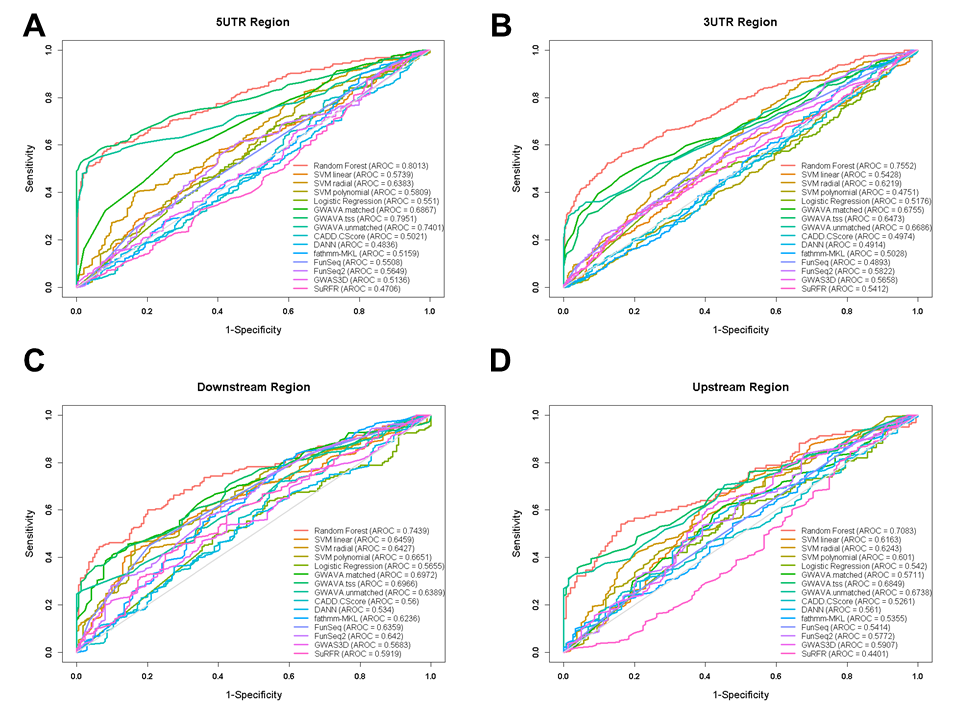 A
5UTR Region
Sensitivity
1.0
0.8
0.6
0.4
0.2
0.0
Random Forest (AROC = 0.8013)
SVM linear (AROC = 0.5739)
SVM radial (AROC = 0.6383)
SVM polynomial (AROC = 0.5809)
Logistic Regression (AROC = 0.551)
GWAVA matched (AROC = 0.6867)
GWAVA.tss (AROC = 0.7951)
GWAVA.unmatched (AROC = 0.7401)
CADD.CScore (AROC = 0.5021)
DANN (AROC = 0.4836)
fathmm-MKL (AROC = 0.5159)
FunSeq (AROC = 0.5508)
FunSeq2 (AROC = 0.5649)
GWAS3D (AROC = 0.5136)
SuRFR (AROC = 0.4706)
0.0 0.2 0.4 0.6 0.8 1.0
1-Specificity
B
3UTR Region
Sensitivity
1.0
0.8
0.6
0.4
0.2
0.0
Random Forest (AROC = 0.7552)
SVM linear (AROC = 0.5428)
SVM radial (AROC = 0.6219)
SVM polynomial (AROC = 0.4751)
Logistic Regression (AROC = 0.5176)
GWAVA matched (AROC = 0.6755)
GWAVA.tss (AROC = 0.6473)
GWAVA.unmatched (AROC = 0.6686)
CADD.CScore (AROC = 0.4974)
DANN (AROC = 0.4914)
fathmm-MKL (AROC = 0.5028)
FunSeq (AROC = 0.4893)
FunSeq2 (AROC = 0.5822)
GWAS3D (AROC = 0.5658)
SuRFR (AROC = 0.5412)
0.0 0.2 0.4 0.6 0.8 1.0
1-Specificity
C
Downstream Region
Sensitivity
1.0
0.8
0.6
0.4
0.2
0.0
Random Forest (AROC = 0.7439)
SVM linear (AROC = 0.6459)
SVM radial (AROC = 0.6427)
SVM polynomial (AROC = 0.6651)
Logistic Regression (AROC = 0.5655)
GWAVA matched (AROC = 0.6972)
GWAVA.tss (AROC = 0.6966)
GWAVA.unmatched (AROC = 0.6389)
CADD.CScore (AROC = 0.56)
DANN (AROC = 0.534)
fathmm-MKL (AROC = 0.6236)
FunSeq (AROC = 0.6359)
FunSeq2 (AROC = 0.642)
GWAS3D (AROC = 0.5683)
SuRFR (AROC = 0.5919)
0.0 0.2 0.4 0.6 0.8 1.0
1-Specificity
D
Upstream Region
Sensitivity
1.0
0.8
0.6
0.4
0.2
0.0
Random Forest (AROC = 0.7083)
SVM linear (AROC = 0.6163)
SVM radial (AROC = 0.6243)
SVM polynomial (AROC = 0.601)
Logistic Regression (AROC = 0.542)
GWAVA matched (AROC = 0.5711)
GWAVA.tss (AROC = 0.6849)
GWAVA.unmatched (AROC = 0.6738)
CADD.CScore (AROC = 0.5261)
DANN (AROC = 0.561)
fathmm-MKL (AROC = 0.5355)
FunSeq (AROC = 0.5414)
FunSeq2 (AROC = 0.5772)
GWAS3D (AROC = 0.5907)
SuRFR (AROC = 0.4401)
0.0 0.2 0.4 0.6 0.8 1.0
1-Specificity